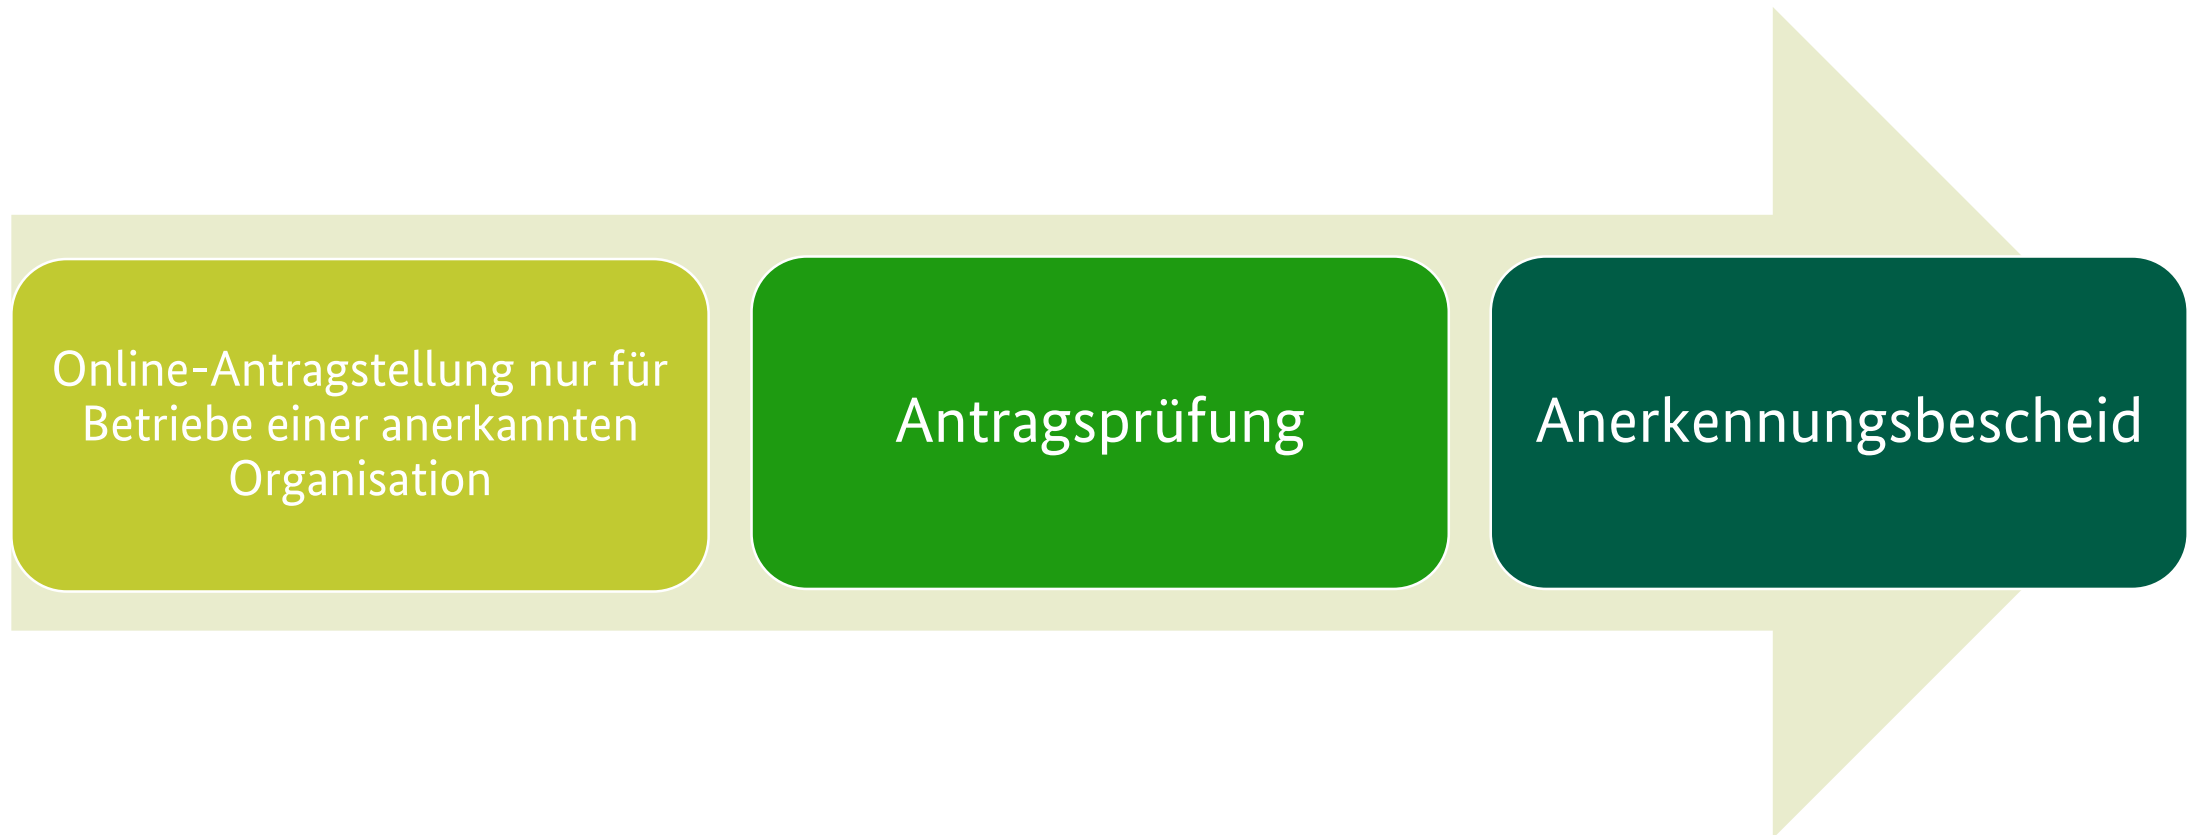 Online-Antragstellung nur für
Betriebe einer anerkannten
Organisation
Antragsprüfung
Anerkennungsbescheid